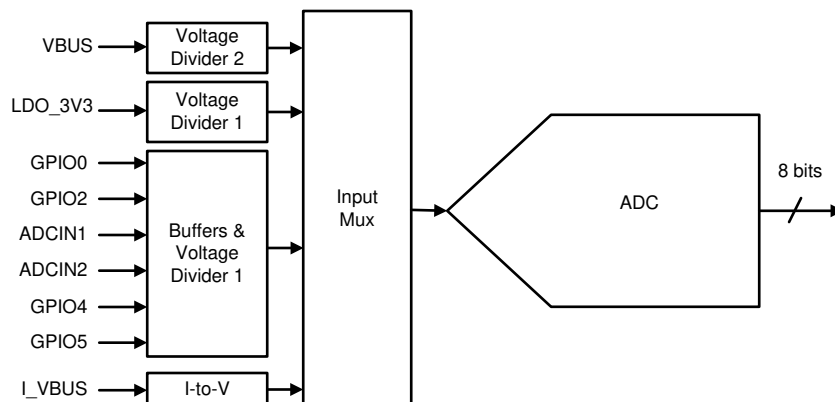 VBUS
Voltage
Divider 2
LDO_3V3
Voltage
Divider 1
GPIO0
GPIO2
ADCIN1
ADCIN2
GPIO4
GPIO5
Buffers &
Voltage
Divider 1
I_VBUS
I-to-V
Input
Mux
ADC
8 bits